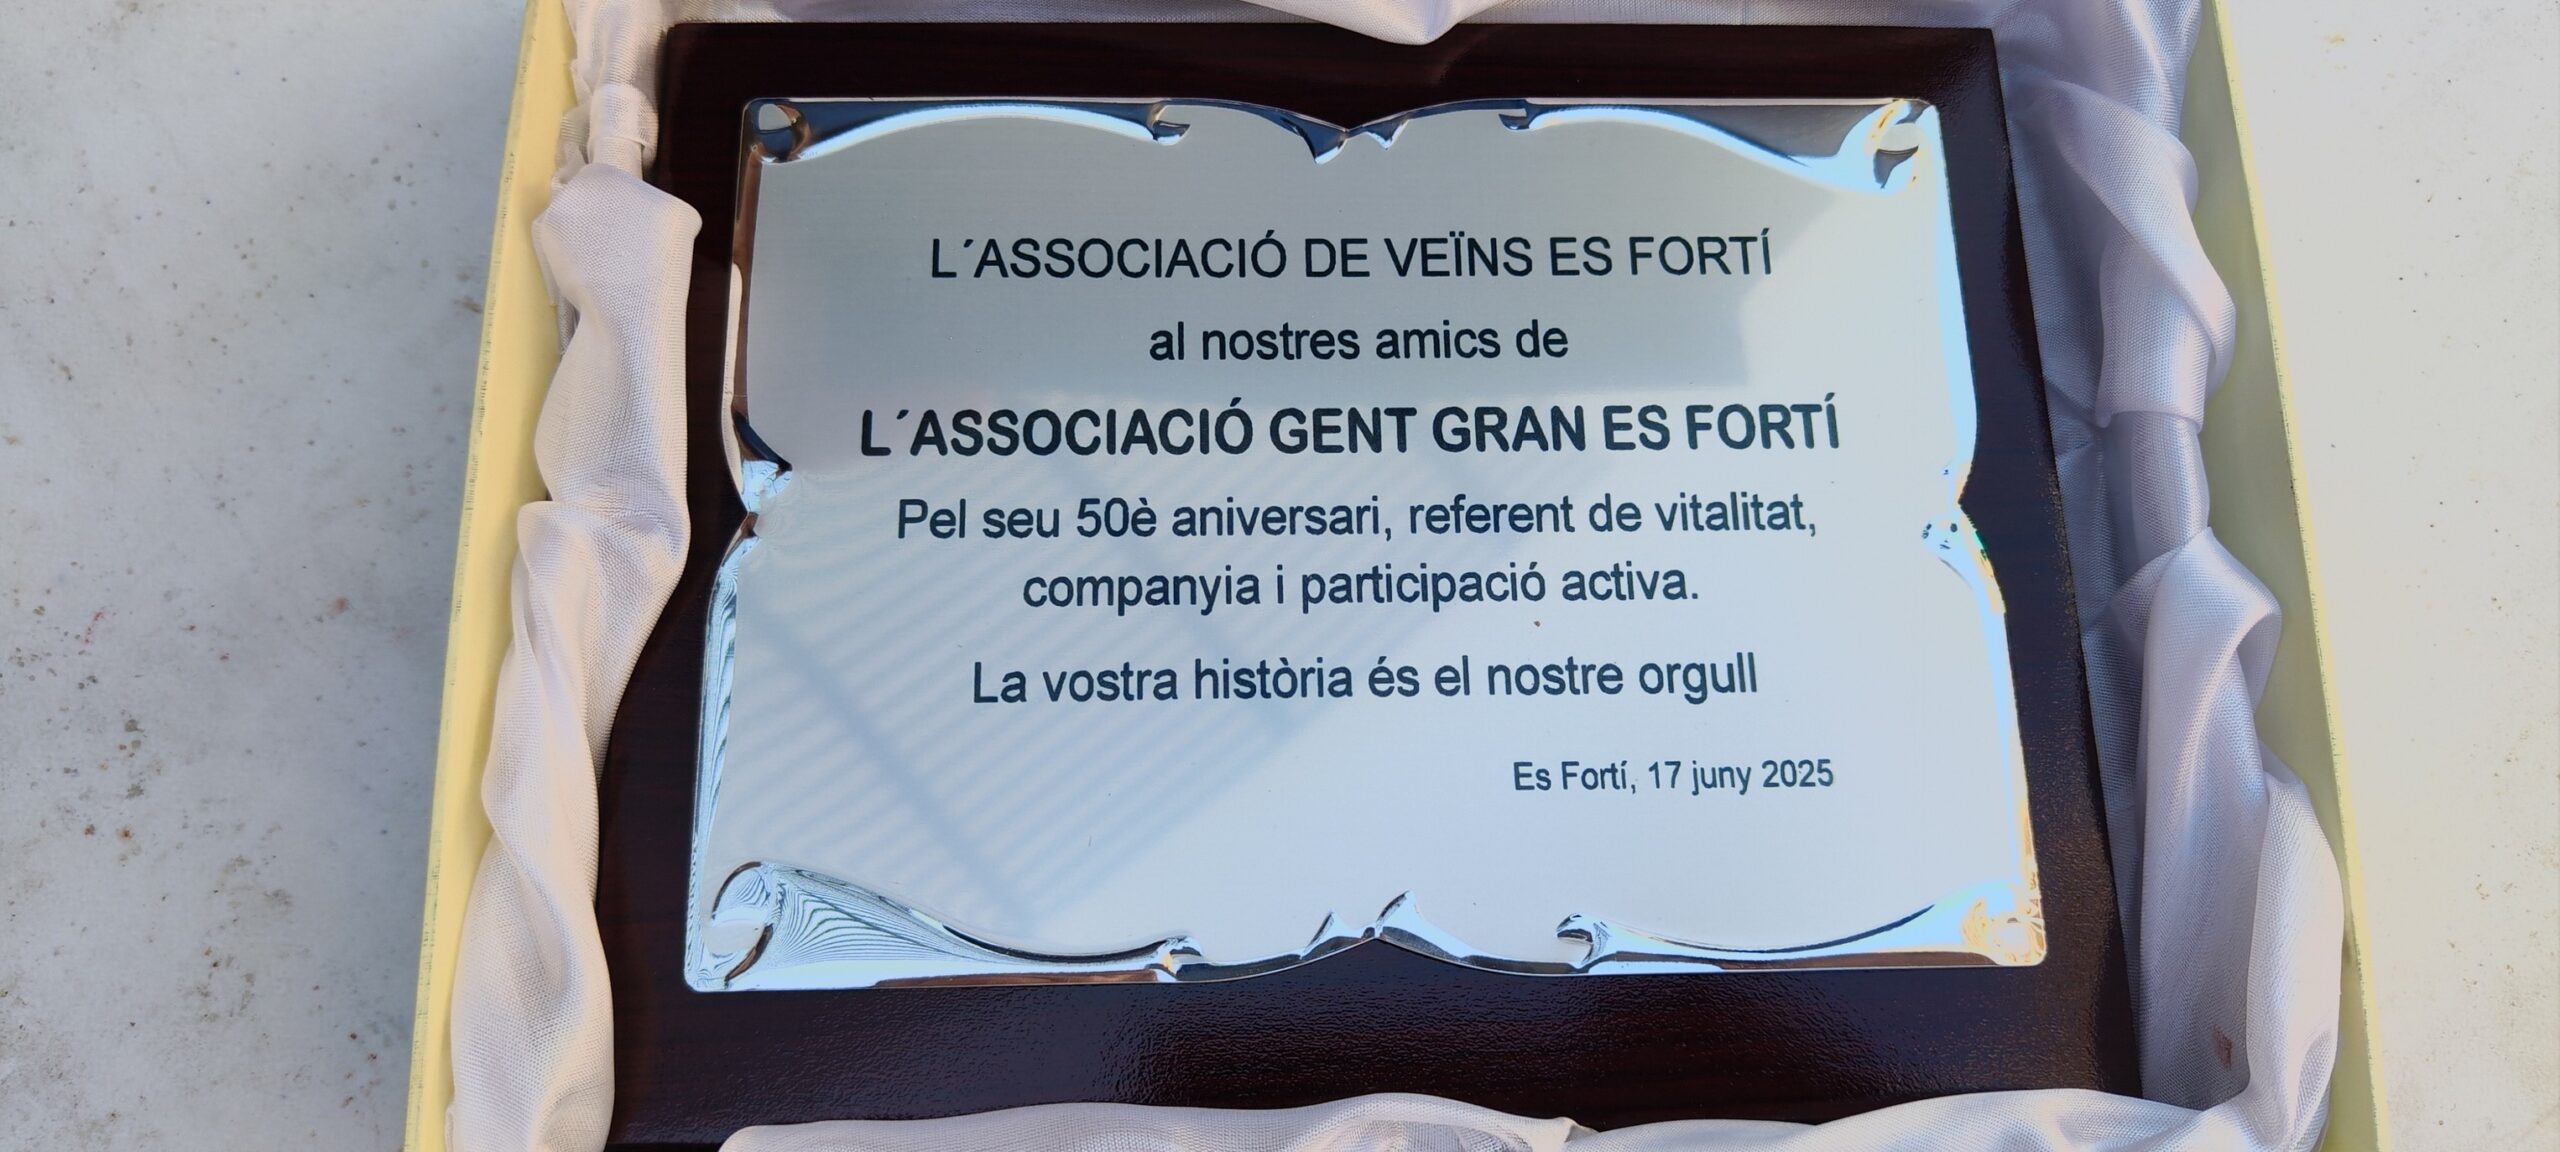 L´ASSOCIACIÓ DE VEÏNS ES FORTÍ
al nostres amics de
L´ASSOCIACIÓ GENT GRAN ES FORTÍ
Pel seu 50è aniversari, referent de vitalitat,
companyia i participació activa.
La vostra història és el nostre orgull
Es Fortí, 17 juny 2025